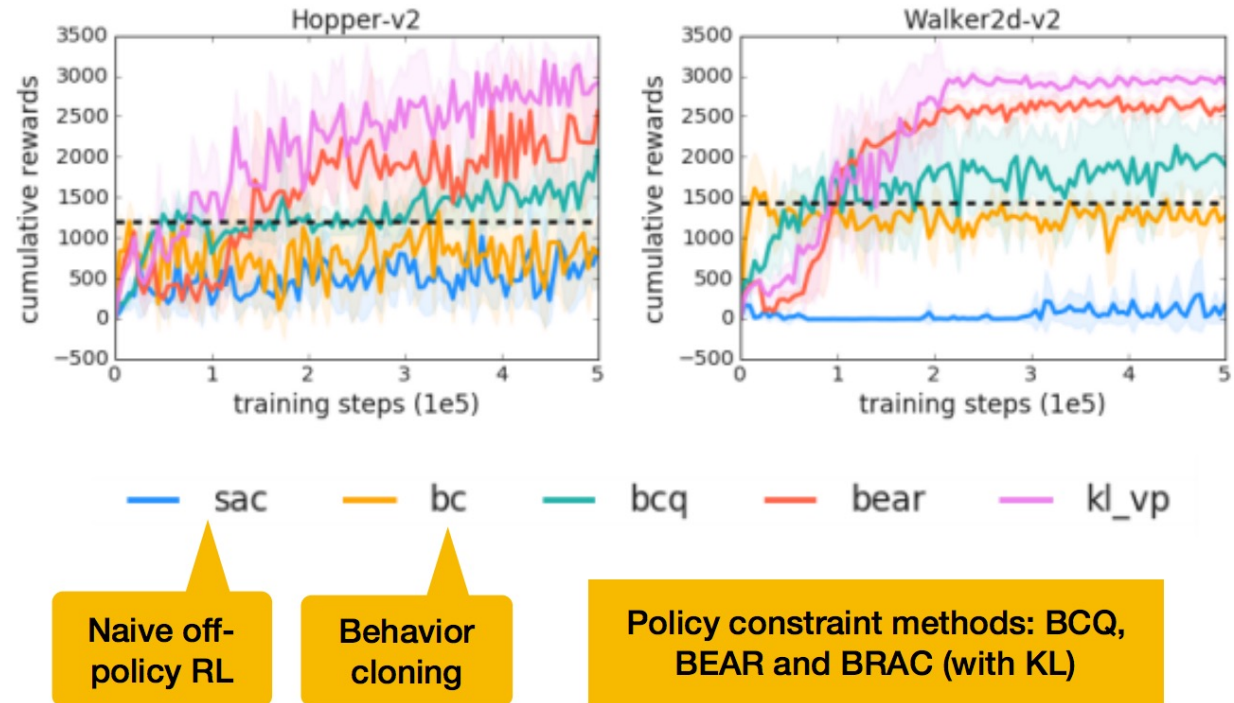 Hopper-v2
3500
3000
2500
2000
1500
1000
500
0
−500
cumulative rewards
0 1 2 3 4 5
training steps (1e5)
Walker2d-v2
3500
3000
2500
2000
1500
1000
500
0
−500
cumulative rewards
0 1 2 3 4 5
training steps (1e5)
sac bc bcq bear kl_vp
Naive off-
policy RL
Behavior
cloning
Policy constraint methods: BCQ,
BEAR and BRAC (with KL)